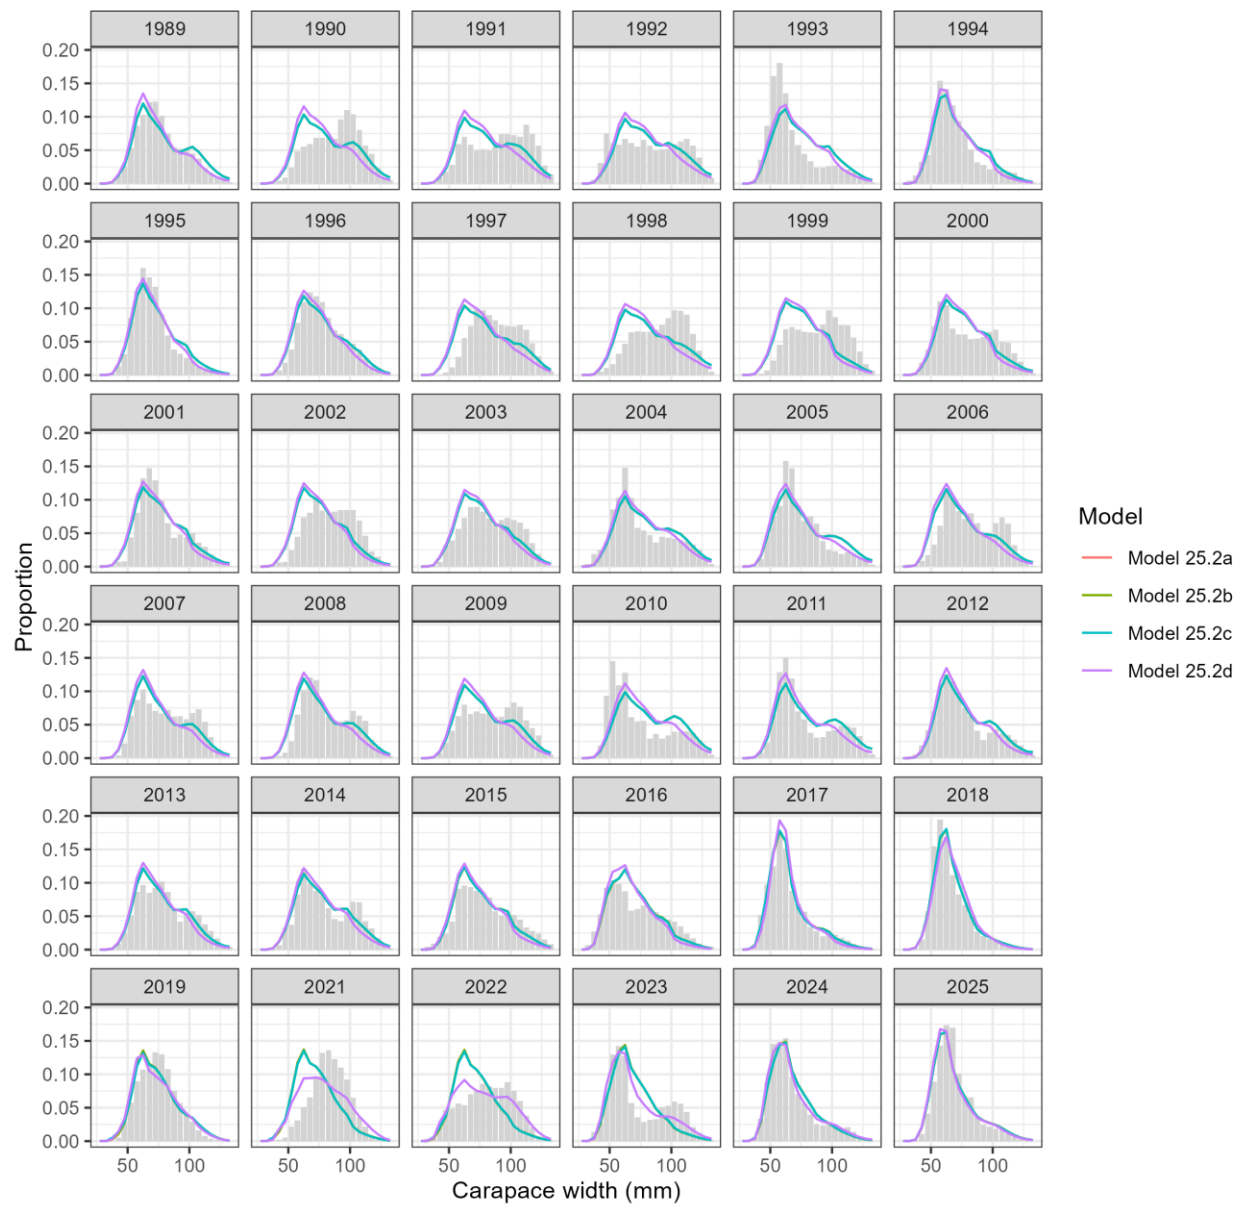 1989 1990 1991 1992 1993 1994
0.20
0.15
0.10
0.05
0.00
1995 1996 1997 1998 1999 2000
0.20
0.15
0.10
0.05
0.00
2001 2002 2003 2004 2005 2006
0.20
0.15
0.10
0.05
0.00
Proportion
2007 2008 2009 2010 2011 2012
0.20
0.15
0.10
0.05
0.00
2013 2014 2015 2016 2017 2018
0.20
0.15
0.10
0.05
0.00
2019 2021 2022 2023 2024 2025
0.20
0.15
0.10
0.05
0.00
50 100 50 100 50 100 50 100 50 100 50 100
Carapace width (mm)
Model
Model 25.2a
Model 25.2b
Model 25.2c
Model 25.2d